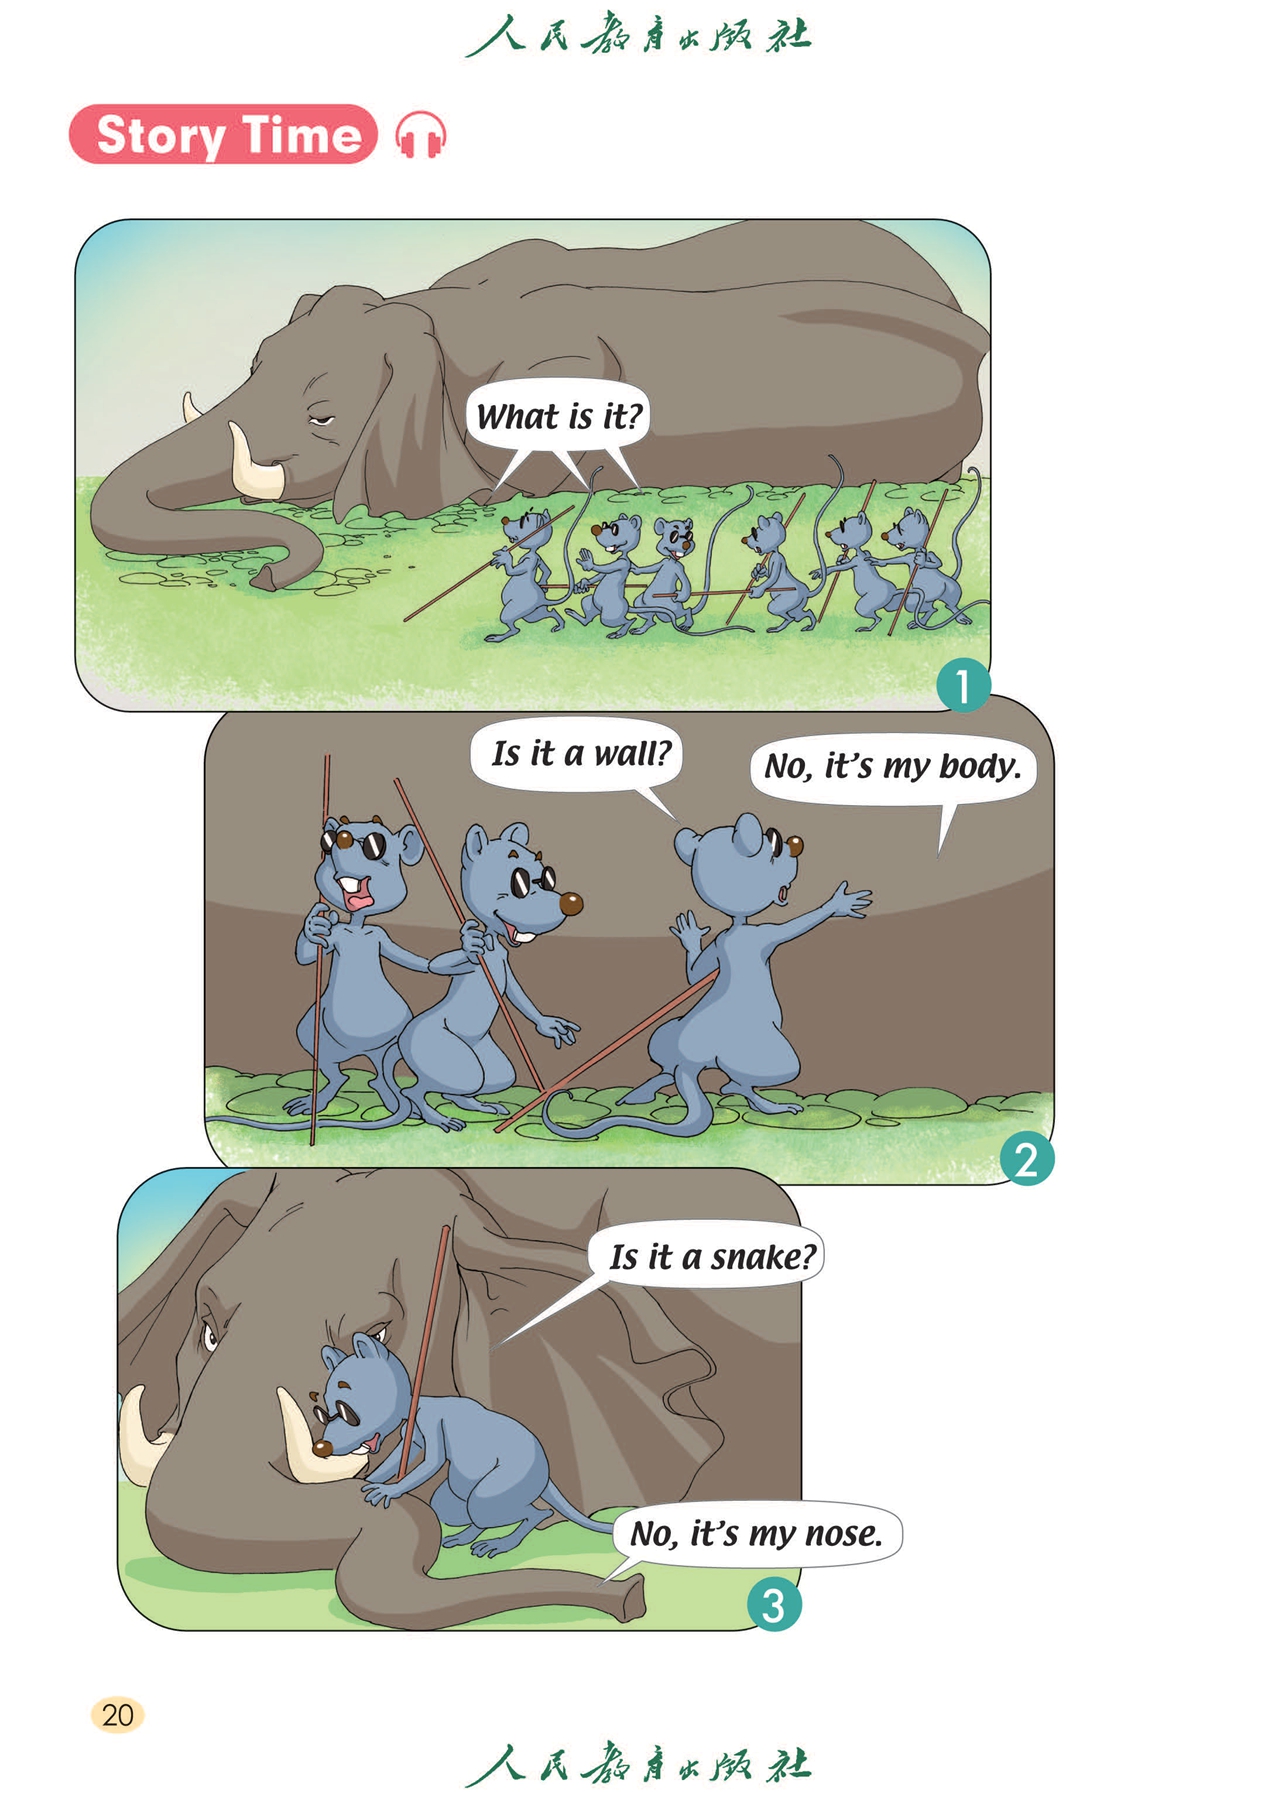 人民教育出版社
Story Time
What is it?
1
Is it a wall?
No, it's my body.
2
Is it a snake?
No, it's my nose.
3
20
人民教育出版社